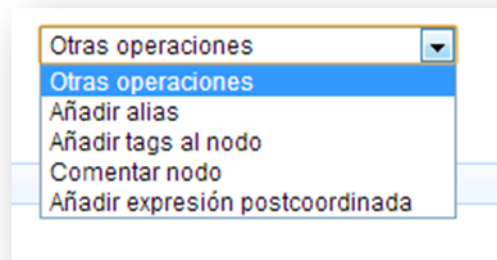 Otras operaciones
Otras operaciones
Añadir alias
Añadir tags al nodo
Comentar nodo
Añadir expresión postcoordinada